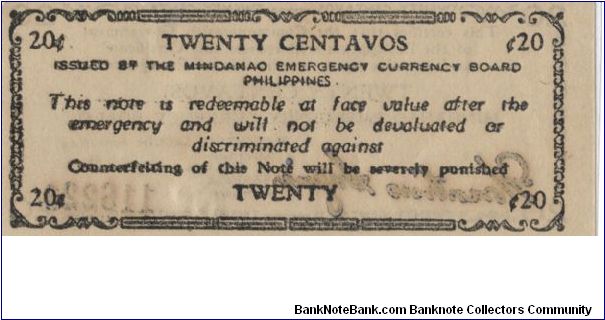 20¢ TWENTY CENTAVOS ¢20
ISSUED BY THE MINDANAO EMERGENCY CURRENCY BOARD
PHILIPPINES.
This note is redeemable at face value after the
emergency and will not be devaluated or
discriminated against
Counterfeiting of this Note will be severely punished
20¢ TWENTY ¢20
BankNoteBank.com Banknote Collectors Community